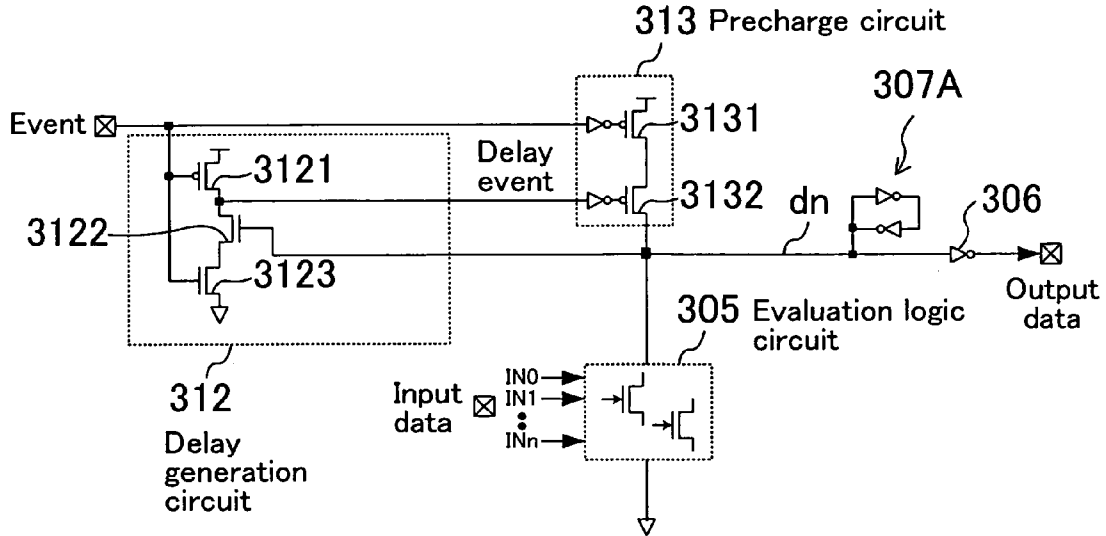 313 Precharge circuit
307A
Event
3131
3121
Delay
event
3132
dn
306
3122
3123
Output
data
305 Evaluation logic
circuit
312
Delay
generation
circuit
Input
data
IN0
IN1
INn